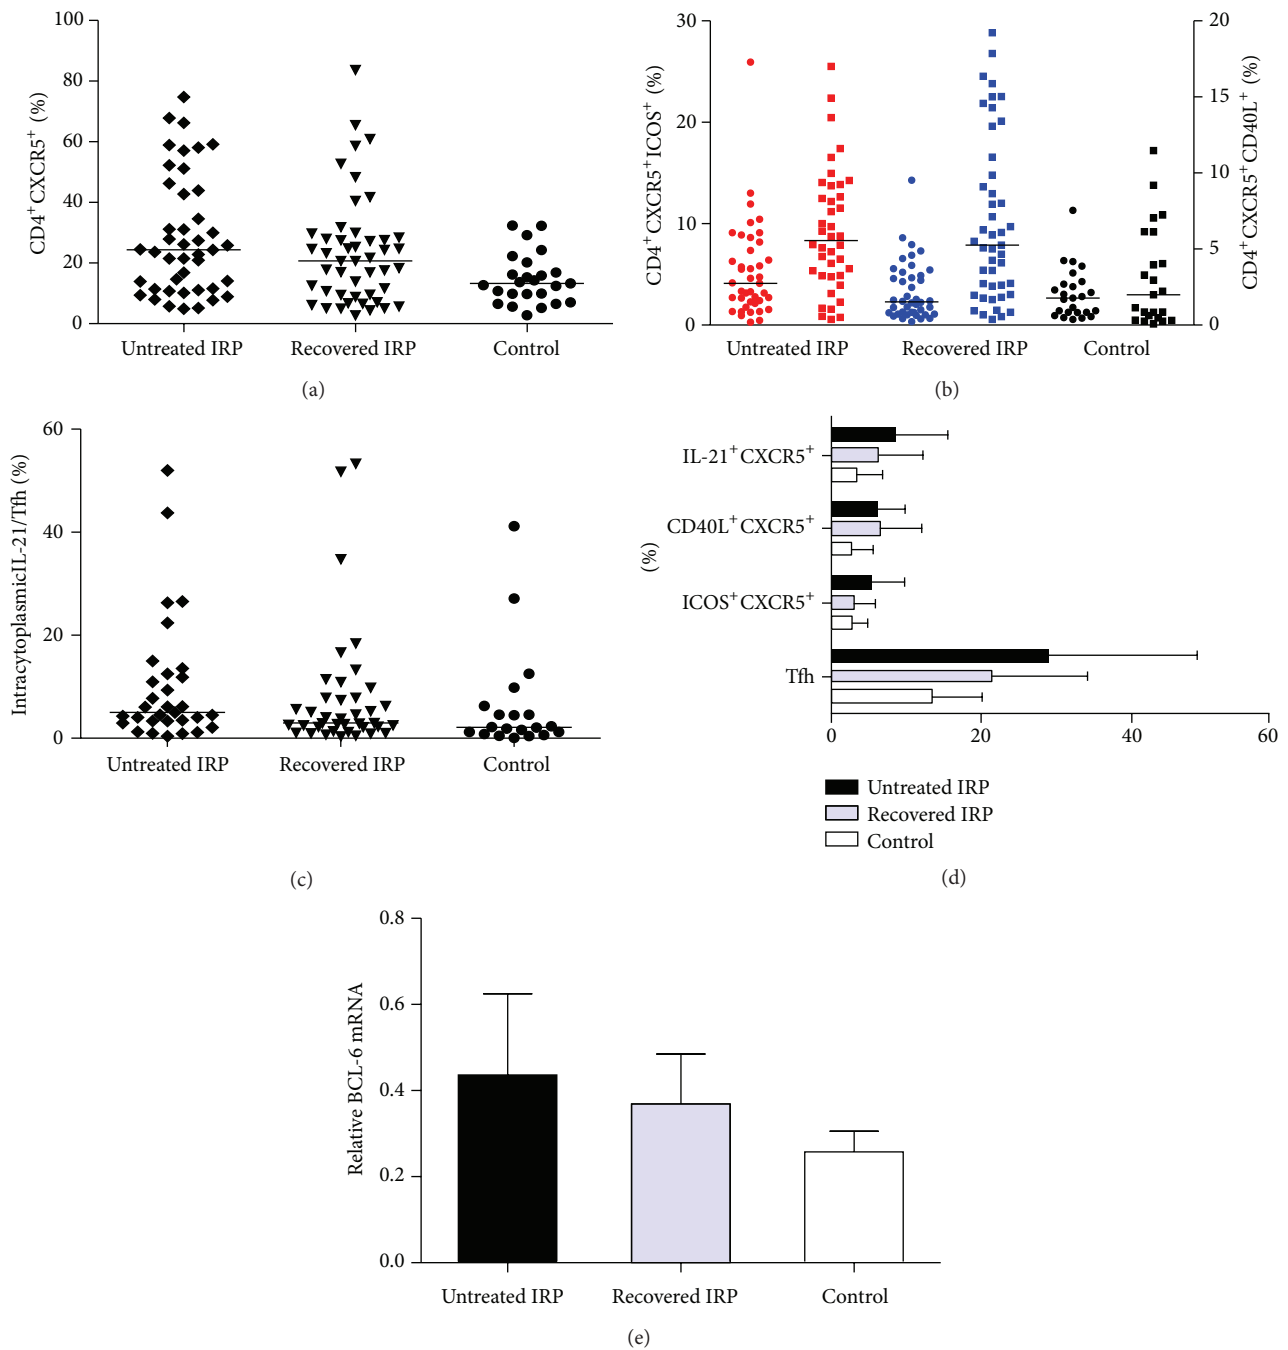 100
80
60
40
20
0
CD4⁺CXCR5⁺ (%)
Untreated IRP Recovered IRP Control
(a)
30
20
10
0
CD4⁺CXCR5⁺ICOS⁺ (%)
20
15
10
5
0
CD4⁺CXCR5⁺CD40L⁺ (%)
Untreated IRP Recovered IRP Control
(b)
60
40
20
0
IntracytoplasmicIL-21/Tfh (%)
Untreated IRP Recovered IRP Control
(c)
(%)
IL-21⁺CXCR5⁺
CD40L⁺CXCR5⁺
ICOS⁺CXCR5⁺
Tfh
0 20 40 60
Untreated IRP
Recovered IRP
Control
(d)
0.8
0.6
0.4
0.2
0.0
Relative BCL-6 mRNA
Untreated IRP Recovered IRP Control
(e)